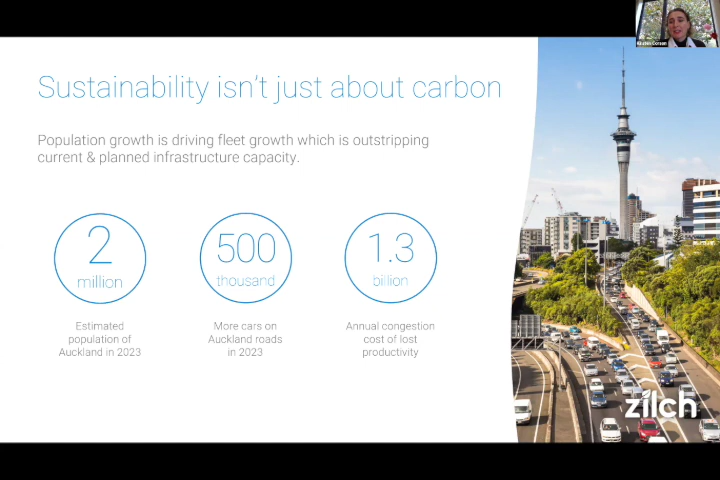 Kirsten Corson
Sustainability isn't just about carbon
Population growth is driving fleet growth which is outstripping
current & planned infrastructure capacity.
2
million
500
thousand
1.3
billion
Estimated
population of
Auckland in 2023
More cars on
Auckland roads
in 2023
Annual congestion
cost of lost
productivity
zilch